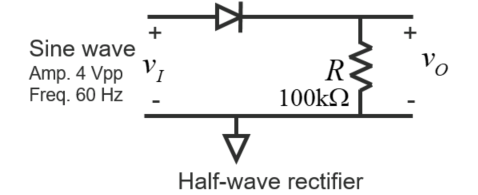 Sine wave
Amp. 4 Vpp
Freq. 60 Hz
+
v_I
-
R
100kΩ
+
v_O
-
Half-wave rectifier